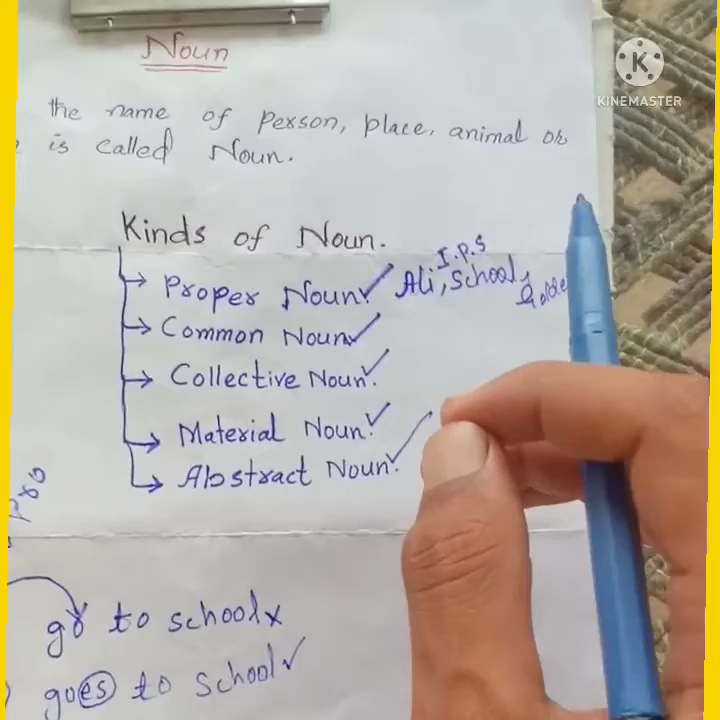 Noun
the name of person, place, animal or
is called Noun.
Kinds of Noun.
I.P.S
Proper Noun. Ali, School,
Common Noun
Collective Noun.
Material Noun.
Abstract Noun.
Pro
go to school x
goes to school
K
KINEMASTER